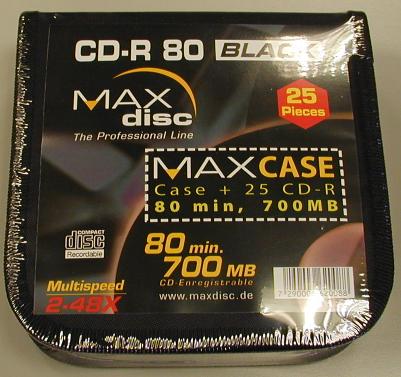 CD-R 80 BLACK
MAX
disc
The Professional Line
25
Pieces
MAXCASE
Case + 25 CD-R
80 min, 700MB
COMPACT
disc
Recordable
80 min.
700 MB
CD-Enregistrable
www.maxdisc.de
Multispeed
2-48X